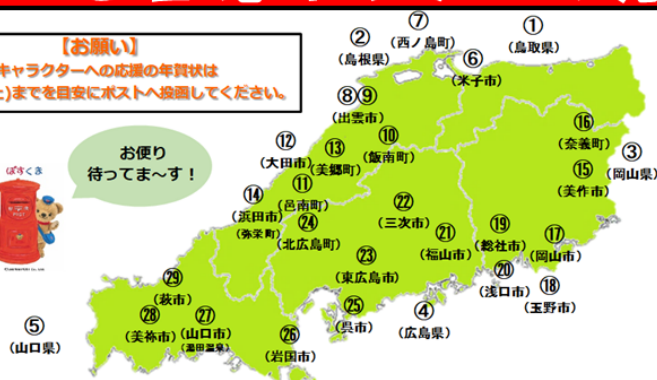 【お願い】
キャラクターへの応援の年賀状は
)までを目安にポストへ投函してください。
お便り
待ってま～す！
ぽすくま
①
（鳥取県）
②
（島根県）
③
（岡山県）
④
（広島県）
⑤
（山口県）
⑥
（米子市）
⑦
（西ノ島町）
⑧⑨
（出雲市）
⑩
（飯南町）
⑪
（邑南町）
⑫
（大田市）
⑬
（美郷町）
⑭
（浜田市）
（弥栄町）
⑮
（美作市）
⑯
（奈義町）
⑰
（岡山市）
⑱
（玉野市）
⑲
（総社市）
⑳
（浅口市）
㉑
（福山市）
㉒
（三次市）
㉓
（東広島市）
㉔
（北広島町）
㉕
（呉市）
㉖
（岩国市）
㉗
（山口市）
（湯田温泉）
㉘
（美祢市）
㉙
（萩市）